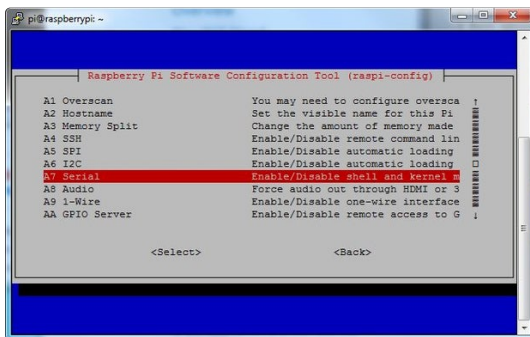 pi@raspberrypi: ~
Raspberry Pi Software Configuration Tool (raspi-config)
A1 Overscan You may need to configure oversca
A2 Hostname Set the visible name for this Pi
A3 Memory Split Change the amount of memory made
A4 SSH Enable/Disable remote command lin
A5 SPI Enable/Disable automatic loading
A6 I2C Enable/Disable automatic loading
A7 Serial Enable/Disable shell and kernel m
A8 Audio Force audio out through HDMI or 3
A9 1-Wire Enable/Disable one-wire interface
AA GPIO Server Enable/Disable remote access to G
<Select> <Back>